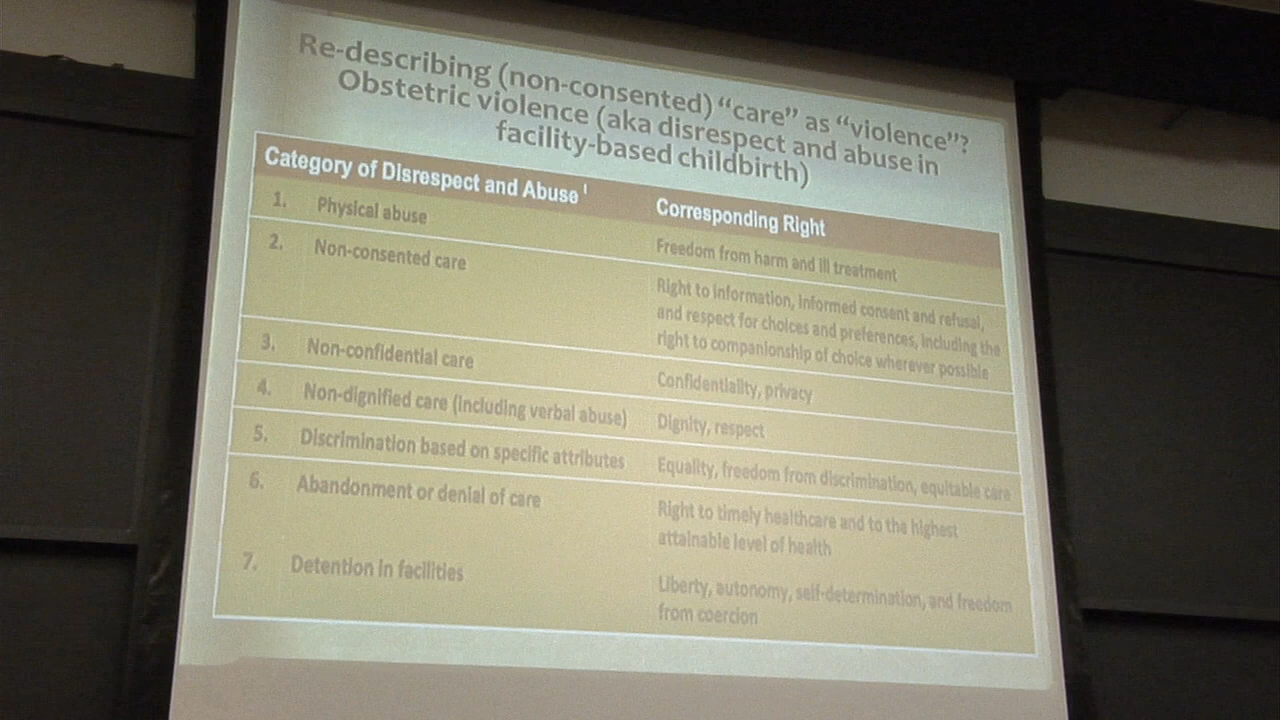 Re-describing (non-consented) “care” as “violence”?
Obstetric violence (aka disrespect and abuse in
facility-based childbirth)
Category of Disrespect and Abuse ¹
Corresponding Right
1. Physical abuse
Freedom from harm and ill treatment
2. Non-consented care
Right to information, informed consent and refusal,
and respect for choices and preferences, including the
right to companionship of choice wherever possible
3. Non-confidential care
Confidentiality, privacy
4. Non-dignified care (including verbal abuse)
Dignity, respect
5. Discrimination based on specific attributes
Equality, freedom from discrimination, equitable care
6. Abandonment or denial of care
Right to timely healthcare and to the highest
attainable level of health
7. Detention in facilities
Liberty, autonomy, self-determination, and freedom
from coercion